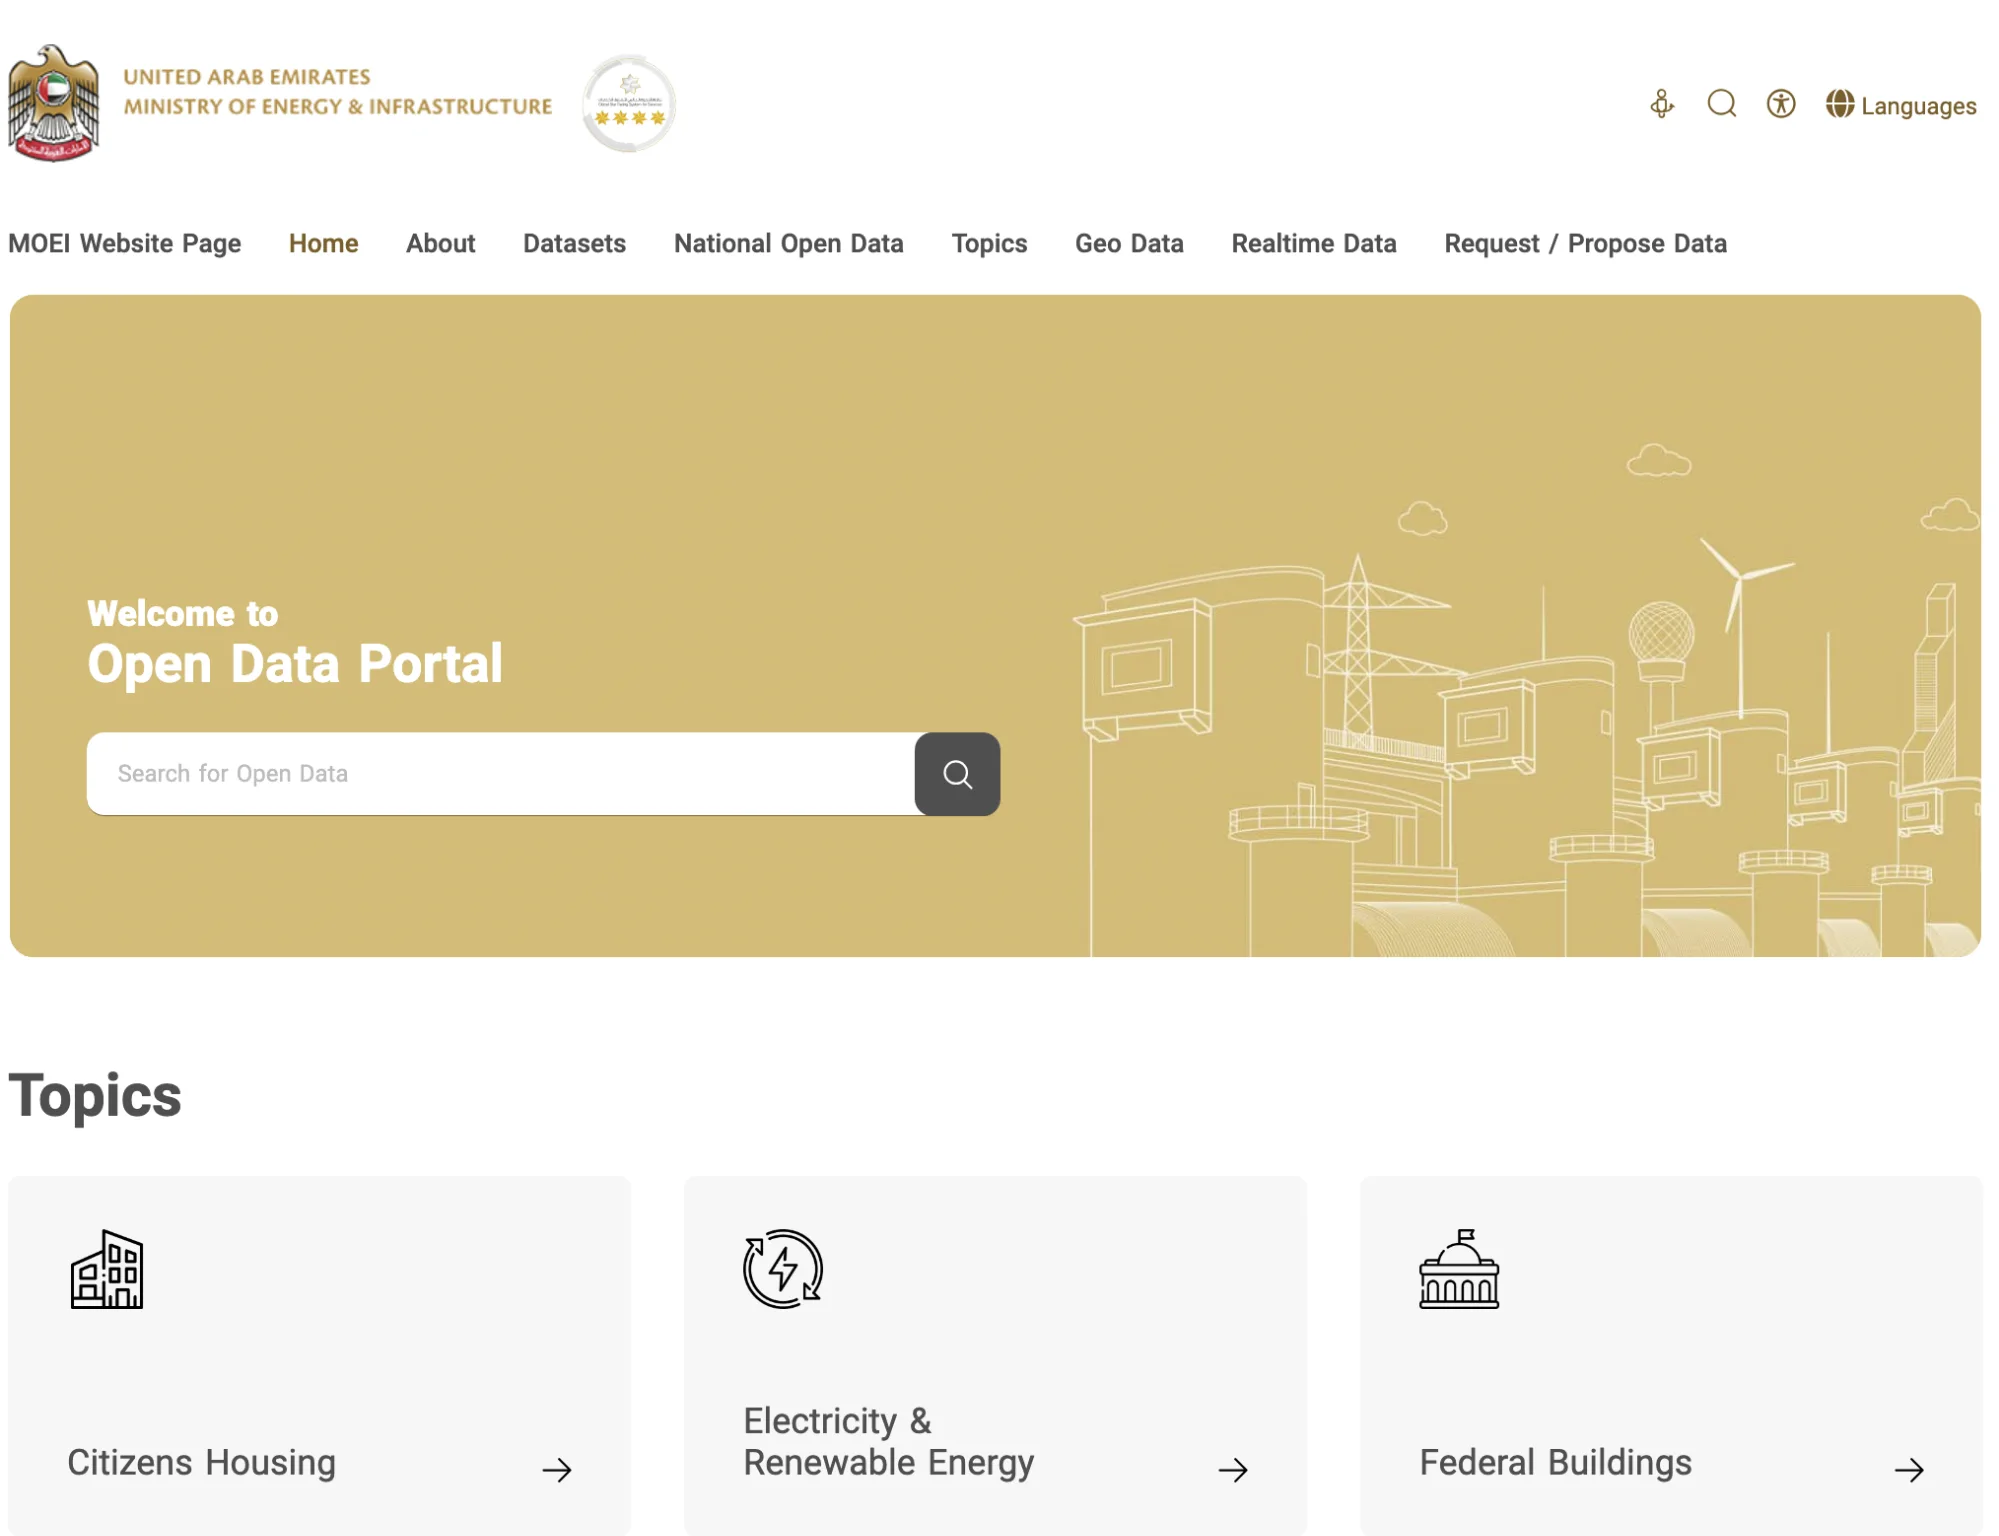 UNITED ARAB EMIRATES
MINISTRY OF ENERGY & INFRASTRUCTURE
Languages
MOEI Website Page Home About Datasets National Open Data Topics Geo Data Realtime Data Request / Propose Data
Welcome to
Open Data Portal
Search for Open Data
Topics
Citizens Housing
Electricity &
Renewable Energy
Federal Buildings